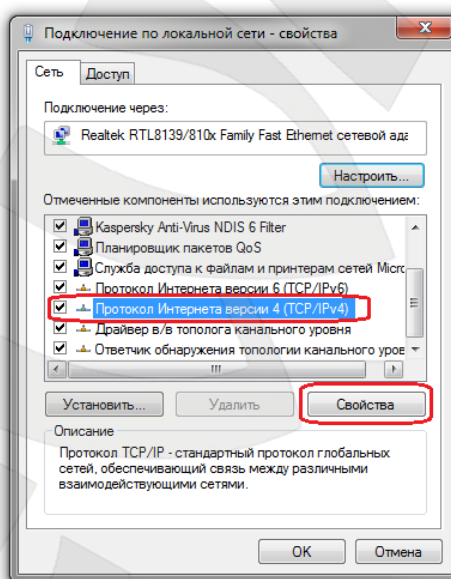 Подключение по локальной сети - свойства
Сеть Доступ
Подключение через:
Realtek RTL8139/810x Family Fast Ethernet сетевой ада
Настроить...
Отмеченные компоненты используются этим подключением:
Kaspersky Anti-Virus NDIS 6 Filter
Планировщик пакетов QoS
Служба доступа к файлам и принтерам сетей Micro
Протокол Интернета версии 6 (TCP/IPv6)
Протокол Интернета версии 4 (TCP/IPv4)
Драйвер в/в тополога канального уровня
Ответчик обнаружения топологии канального уров
Установить... Удалить Свойства
Описание
Протокол TCP/IP - стандартный протокол глобальных
сетей, обеспечивающий связь между различными
взаимодействующими сетями.
OK Отмена